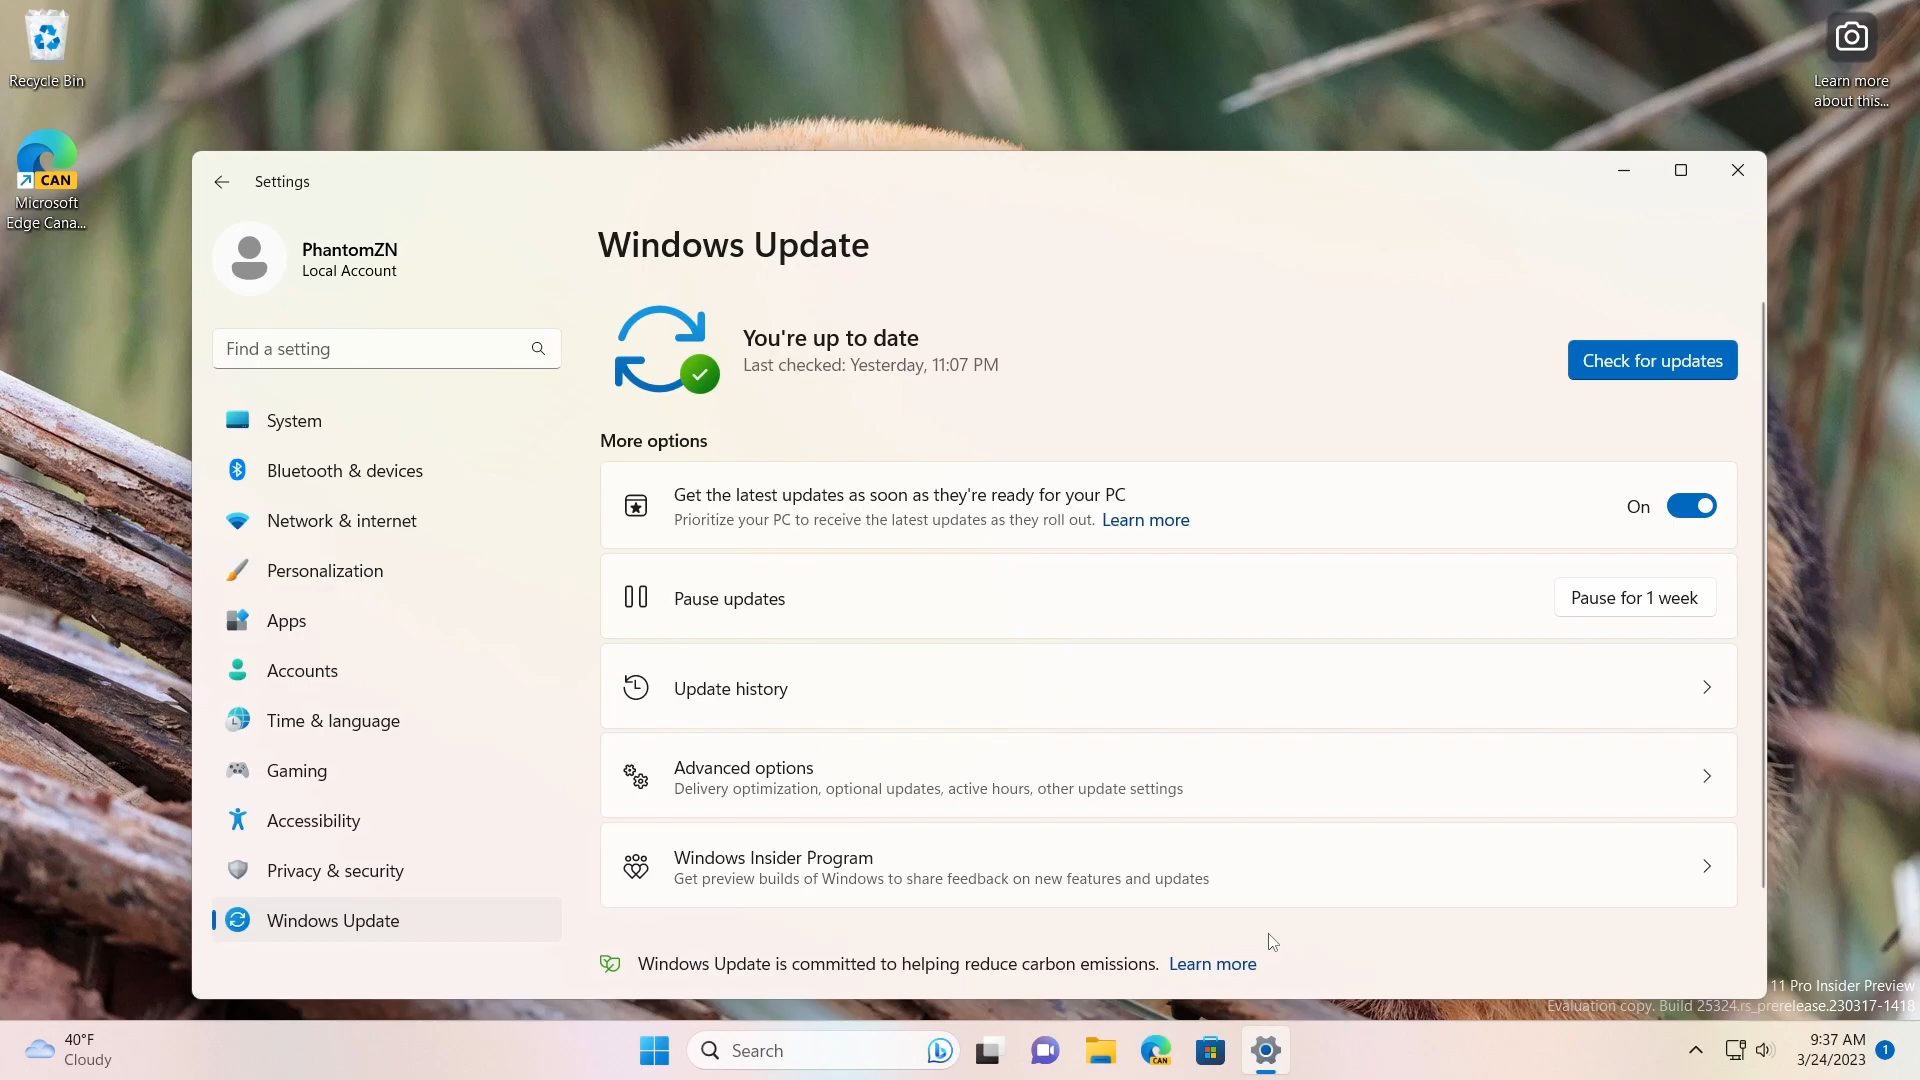 Recycle Bin
CAN
Microsoft
Edge Cana...
Learn more
about this...
Settings
PhantomZN
Local Account
Find a setting
System
Bluetooth & devices
Network & internet
Personalization
Apps
Accounts
Time & language
Gaming
Accessibility
Privacy & security
Windows Update
Windows Update
You're up to date
Last checked: Yesterday, 11:07 PM
Check for updates
More options
Get the latest updates as soon as they're ready for your PC
Prioritize your PC to receive the latest updates as they roll out. Learn more
On
Pause updates
Pause for 1 week
Update history
Advanced options
Delivery optimization, optional updates, active hours, other update settings
Windows Insider Program
Get preview builds of Windows to share feedback on new features and updates
Windows Update is committed to helping reduce carbon emissions. Learn more
11 Pro Insider Preview
Evaluation copy. Build 25324.rs_prerelease.230317-1418
40°F
Cloudy
Search
CAN
9:37 AM
3/24/2023
1